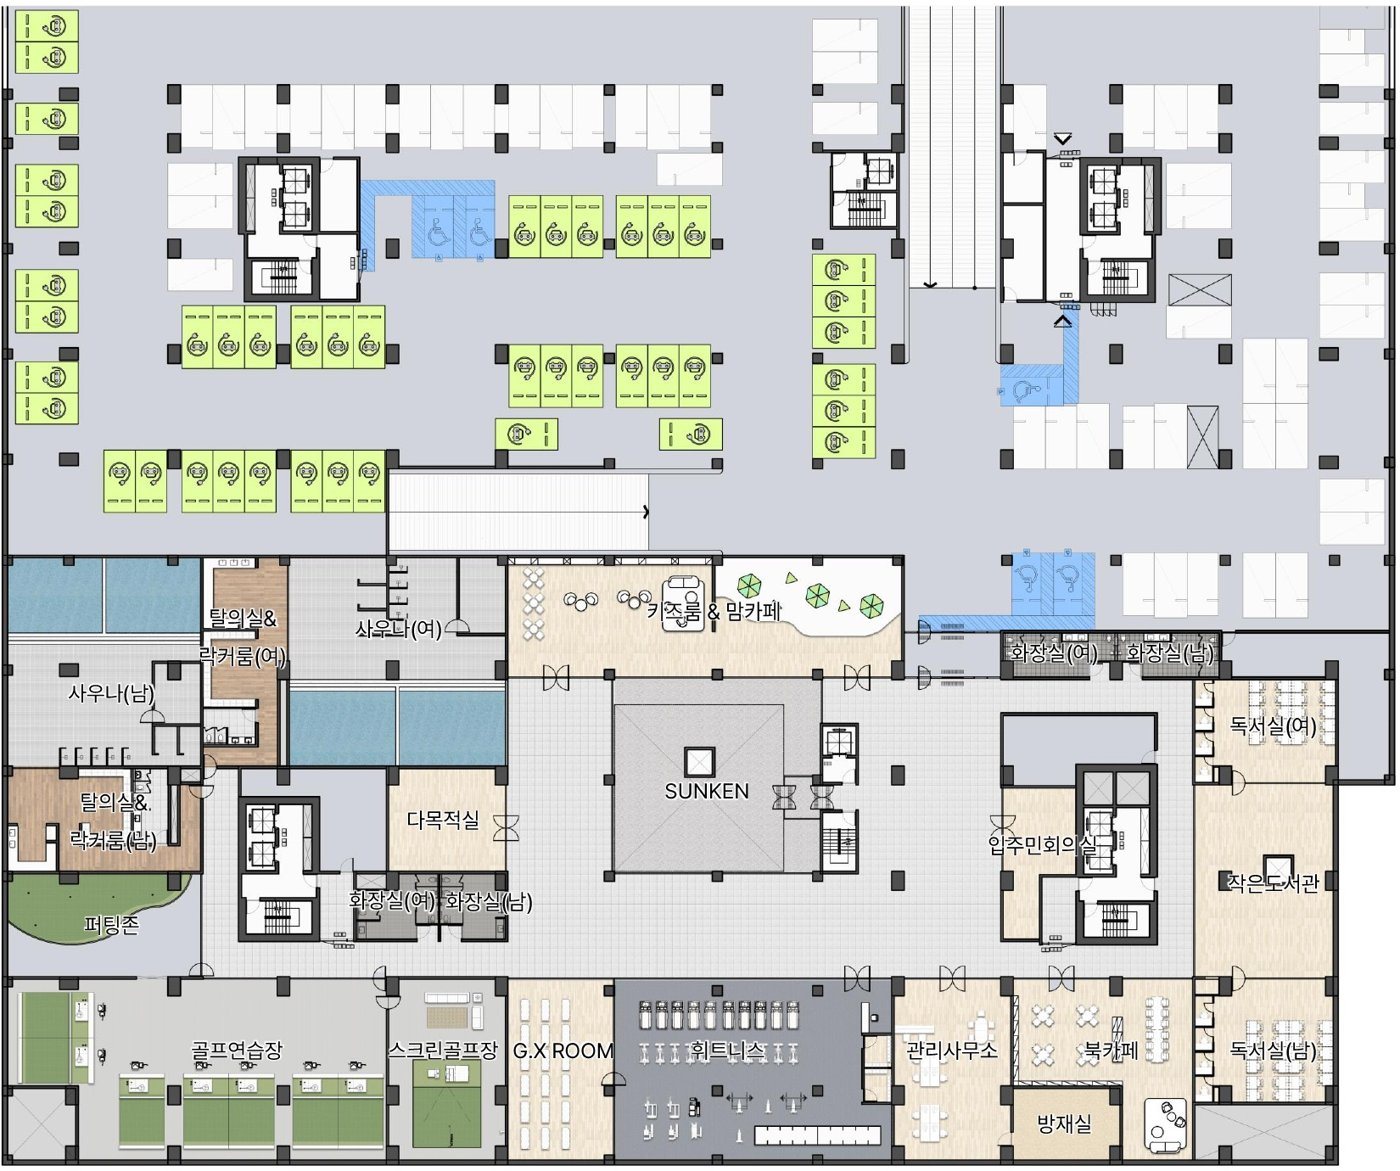 키즈룸 & 맘카페
탈의실&
락커룸(여)
사우나(여)
화장실(여)
화장실(남)
사우나(남)
독서실(여)
SUNKEN
탈의실&
락커룸(남)
다목적실
입주민회의실
작은도서관
화장실(여)
화장실(남)
퍼팅존
골프연습장
스크린골프장
G.X ROOM
휘트니스
관리사무소
북카페
독서실(남)
방재실